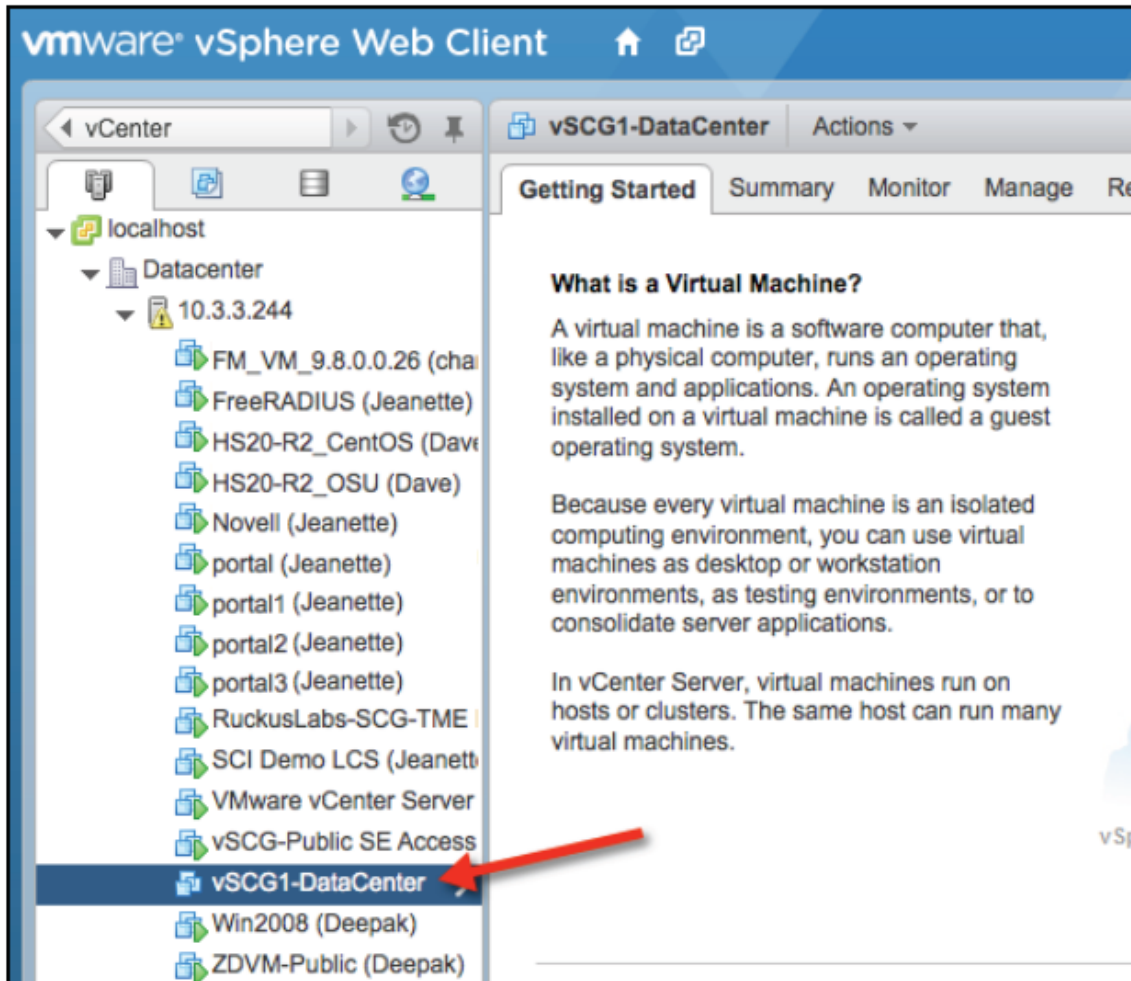 vmware® vSphere Web Client
vCenter
vSCG1-DataCenter Actions
Getting Started Summary Monitor Manage Re
localhost
Datacenter
10.3.3.244
FM_VM_9.8.0.0.26 (cha
FreeRADIUS (Jeanette)
HS20-R2_CentOS (Dave
HS20-R2_OSU (Dave)
Novell (Jeanette)
portal (Jeanette)
portal1 (Jeanette)
portal2 (Jeanette)
portal3 (Jeanette)
RuckusLabs-SCG-TME
SCI Demo LCS (Jeanett
VMware vCenter Server
vSCG-Public SE Access
vSCG1-DataCenter
Win2008 (Deepak)
ZDVM-Public (Deepak)
What is a Virtual Machine?
A virtual machine is a software computer that,
like a physical computer, runs an operating
system and applications. An operating system
installed on a virtual machine is called a guest
operating system.
Because every virtual machine is an isolated
computing environment, you can use virtual
machines as desktop or workstation
environments, as testing environments, or to
consolidate server applications.
In vCenter Server, virtual machines run on
hosts or clusters. The same host can run many
virtual machines.
vSp